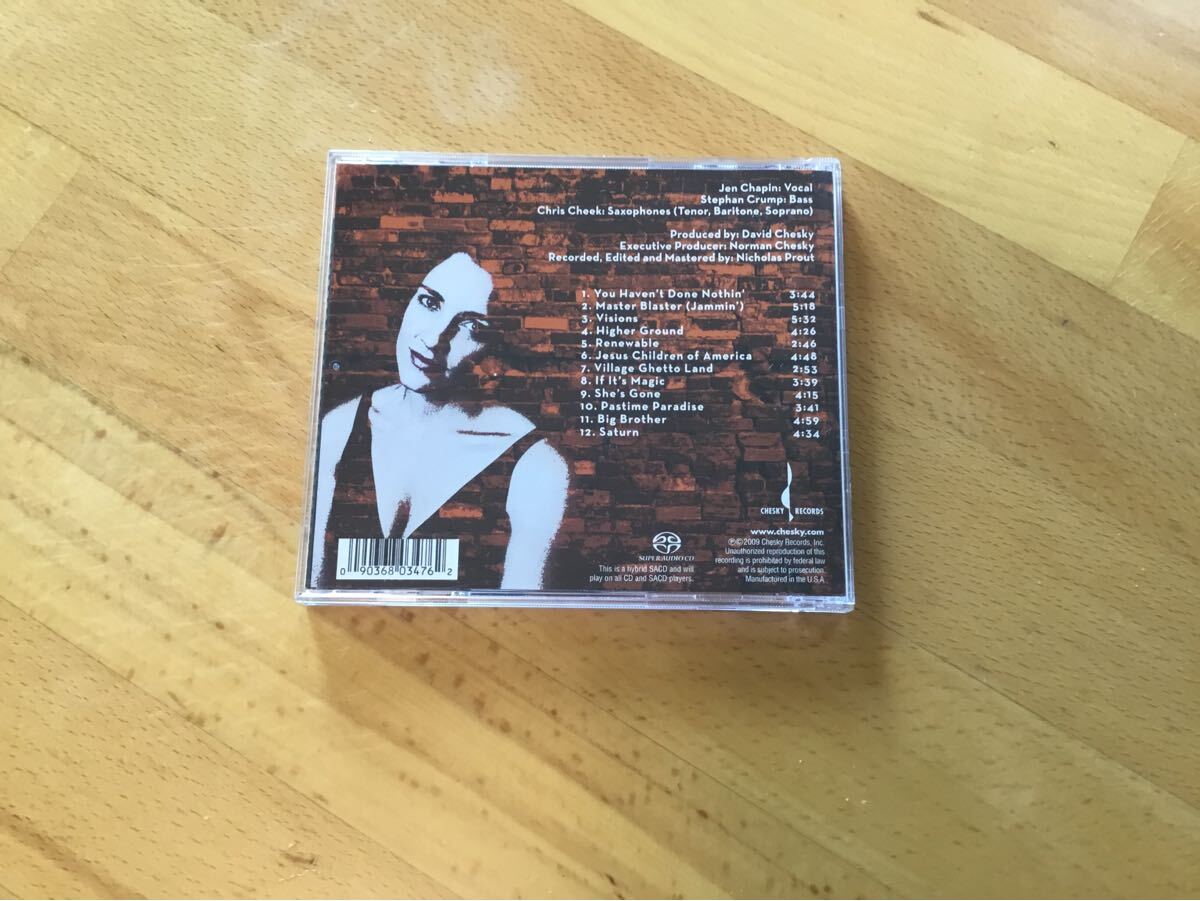 Jen Chapin: Vocal
Stephan Crump: Bass
Chris Cheek: Saxophones (Tenor, Baritone, Soprano)
Produced by: David Chesky
Executive Producer: Norman Chesky
Recorded, Edited and Mastered by: Nicholas Prout
1. You Haven't Done Nothin' 3:44
2. Master Blaster (Jammin') 5:18
3. Visions 5:32
4. Higher Ground 4:26
5. Renewable 2:46
6. Jesus Children of America 4:48
7. Village Ghetto Land 2:53
8. If It's Magic 3:39
9. She's Gone 4:15
10. Pastime Paradise 3:41
11. Big Brother 4:59
12. Saturn 4:34
CHESKY RECORDS
www.chesky.com
℗©2009 Chesky Records, Inc.
Unauthorized reproduction of this
recording is prohibited by federal law
and is subject to prosecution.
Manufactured in the U.S.A.
SUPER AUDIO CD
This is a hybrid SACD and will
play on all CD and SACD players.
0 90368 03476 2